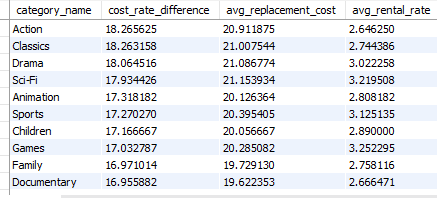 category_name cost_rate_difference avg_replacement_cost avg_rental_rate
Action 18.265625 20.911875 2.646250
Classics 18.263158 21.007544 2.744386
Drama 18.064516 21.086774 3.022258
Sci-Fi 17.934426 21.153934 3.219508
Animation 17.318182 20.126364 2.808182
Sports 17.270270 20.395405 3.125135
Children 17.166667 20.056667 2.890000
Games 17.032787 20.285082 3.252295
Family 16.971014 19.729130 2.758116
Documentary 16.955882 19.622353 2.666471